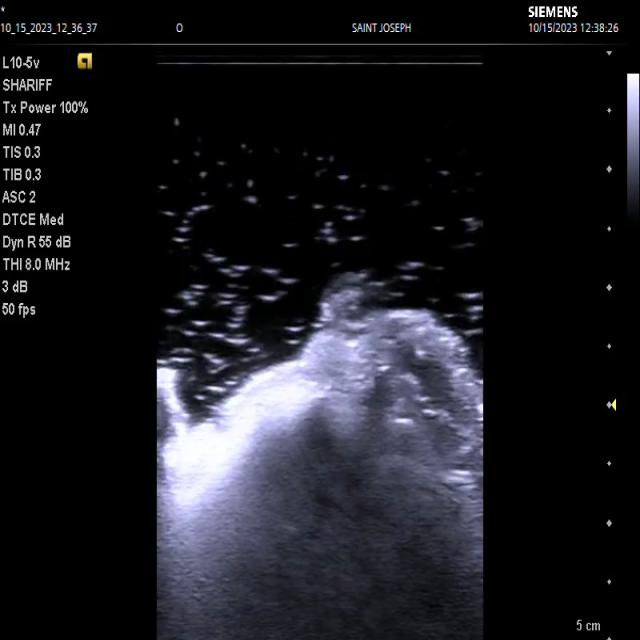 SIEMENS
10_15_2023_12_36_37 O SAINT JOSEPH 10/15/2023 12:38:26
L10-5v
SHARIFF
Tx Power 100%
MI 0.47
TIS 0.3
TIB 0.3
ASC 2
DTCE Med
Dyn R 55 dB
THI 8.0 MHz
3 dB
50 fps
5 cm